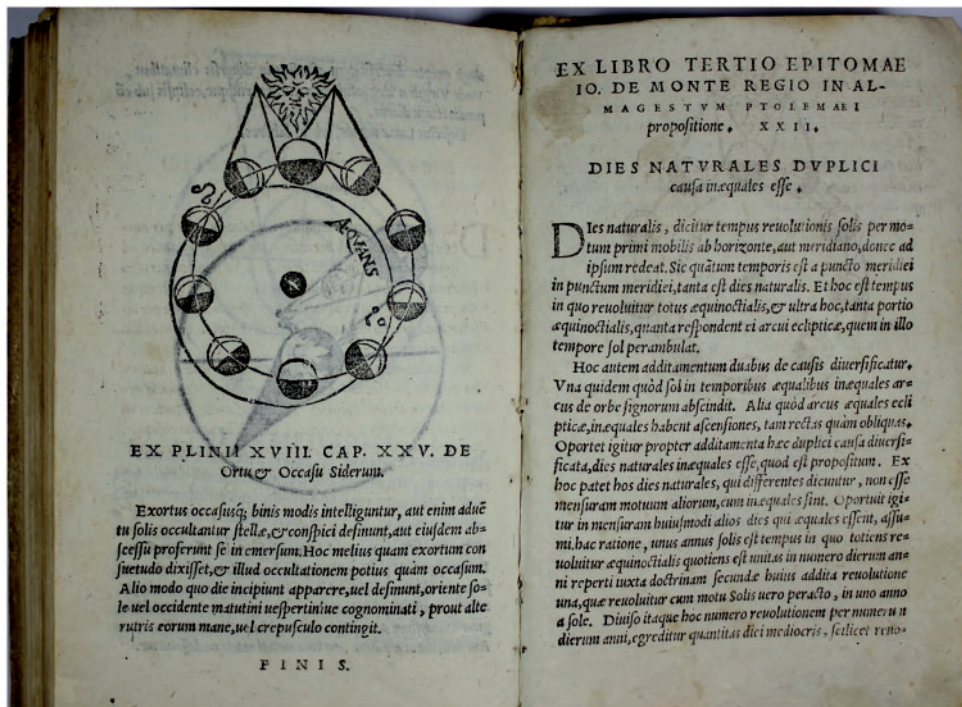 ÆQVANS
EX PLINII XVIII. CAP. XXV. DE
Ortu & Occasu Siderum.
Exortus occasusq; binis modis intelliguntur, aut enim aduē
tu solis occultantur stellæ, & conspici desinunt, aut eiusdem ab=
scessu proferunt se in emersum. Hoc melius quam exortum con
suetudo dixisset, & illud occultationem potius quàm occasum.
Alio modo quo die incipiunt apparere, uel desinunt, oriente so=
le uel occidente matutini uespertiniue cognominati, prout alte
rutris eorum mane, uel crepusculo contingit.
FINIS.
EX LIBRO TERTIO EPITOMAE
IO. DE MONTE REGIO IN AL-
MAGESTVM PTOLEMAEI
propositione. XXII.
DIES NATVRALES DVPLICI
causa inæquales esse.
DIes naturalis, dicitur tempus reuolutionis solis per mo=
tum primi mobilis ab horizonte, aut meridiano, donec ad
ipsum redeat. Sic quātum temporis est a puncto meridiei
in punctum meridiei, tanta est dies naturalis. Et hoc est tempus
in quo reuoluitur totus æquinoctialis, & ultra hoc, tanta portio
æquinoctialis, quanta respondent ei arcui eclipticæ, quem in illo
tempore sol perambulat.
Hoc autem additamentum duabus de causis diuersificatur.
Vna quidem quòd sol in temporibus æqualibus inæquales ar=
cus de orbe signorum abscindit. Alia quòd arcus æquales ecli
pticæ, inæquales habent ascensiones, tam rectas quàm obliquas.
Oportet igitur propter additamenta hæc duplici causa diuersi=
ficata, dies naturales inæquales esse, quod est propositum. Ex
hoc patet hos dies naturales, qui differentes dicuntur, non esse
mensuram motuum aliorum, cum inæquales sint. Oportuit igi=
tur in mensuram huiusmodi alios dies qui æquales essent, assu=
mi. hac ratione, unus annus solis est tempus in quo totiens re=
uoluitur æquinoctialis quotiens est unitas in numero dierum an=
ni reperti iuxta doctrinam secundæ huius addita reuolutione
una, quæ reuoluitur cum motu Solis uero peracto, in uno anno
a sole. Diuiso itaque hoc numero reuolutionem per numeru n
dierum anni, egreditur quantitas diei mediocris, scilicet reuo=